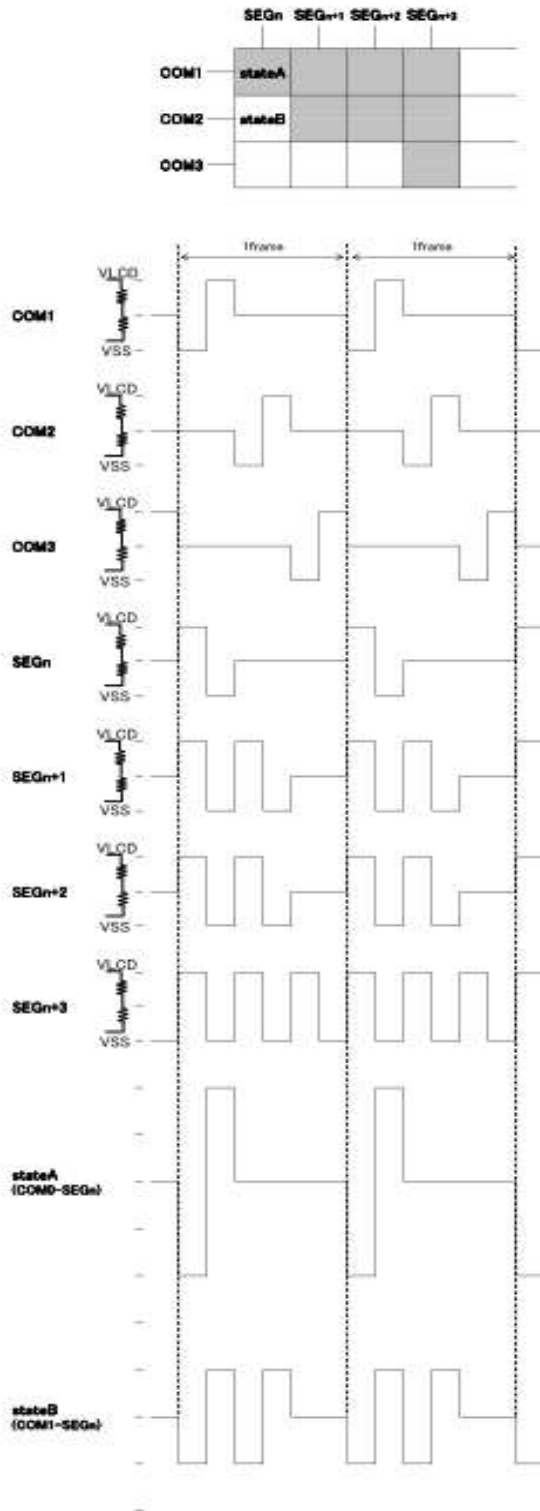 SEGn SEGn+1 SEGn+2 SEGn+3
COM1 stateA
COM2 stateB
COM3
1frame 1frame
VLCD
COM1
VSS
VLCD
COM2
VSS
VLCD
COM3
VSS
VLCD
SEGn
VSS
VLCD
SEGn+1
VSS
VLCD
SEGn+2
VSS
VLCD
SEGn+3
VSS
stateA
(COM0-SEGn)
stateB
(COM1-SEGn)